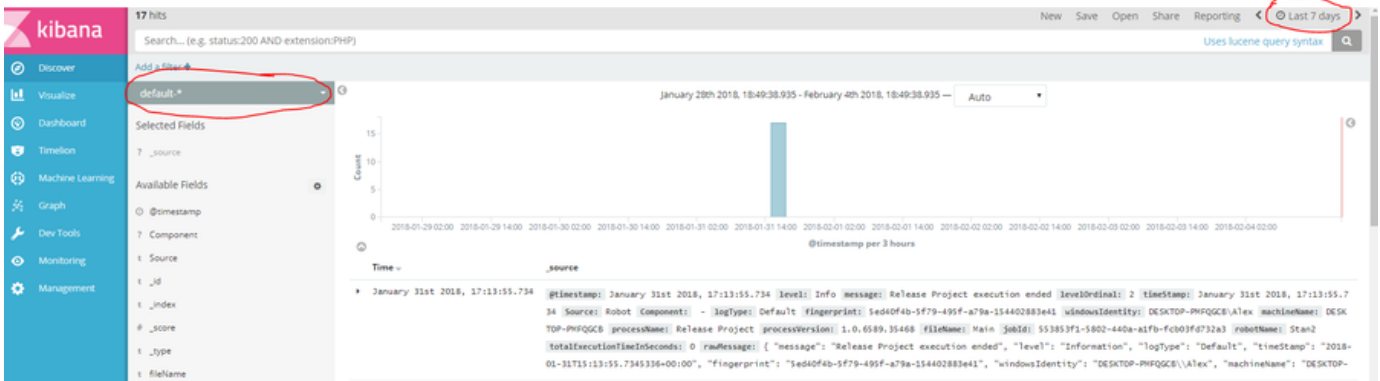 kibana
Discover
Visualize
Dashboard
Timelion
Machine Learning
Graph
Dev Tools
Monitoring
Management
17 hits
New Save Open Share Reporting Last 7 days
Search... (e.g. status:200 AND extension:PHP)
Uses lucene query syntax
Add a filter
default-*
Selected Fields
? _source
Available Fields
@timestamp
? Component
t Source
t _id
t _index
# _score
t _type
t fileName
January 28th 2018, 18:49:38.935 - February 4th 2018, 18:49:38.935 — Auto
Count
15
10
5
0
2018-01-29 02:00 2018-01-29 14:00 2018-01-30 02:00 2018-01-30 14:00 2018-01-31 02:00 2018-01-31 14:00 2018-02-01 02:00 2018-02-01 14:00 2018-02-02 02:00 2018-02-02 14:00 2018-02-03 02:00 2018-02-03 14:00 2018-02-04 02:00
@timestamp per 3 hours
Time _source
January 31st 2018, 17:13:55.734 @timestamp: January 31st 2018, 17:13:55.734 level: Info message: Release Project execution ended levelOrdinal: 2 timeStamp: January 31st 2018, 17:13:55.7
34 Source: Robot Component: - logType: Default fingerprint: 5ed40f4b-5f79-495f-a79a-154402883e41 windowsIdentity: DESKTOP-PMFQGCB\Alex machineName: DESK
TOP-PMFQGCB processName: Release Project processVersion: 1.0.6589.35468 fileName: Main jobId: 553853f1-5802-440a-a1fb-fcb03fd732a3 robotName: Stan2
totalExecutionTimeInSeconds: 0 rawMessage: { "message": "Release Project execution ended", "level": "Information", "logType": "Default", "timeStamp": "2018-
01-31T15:13:55.7345336+00:00", "fingerprint": "5ed40f4b-5f79-495f-a79a-154402883e41", "windowsIdentity": "DESKTOP-PMFQGCB\\Alex", "machineName": "DESKTOP-